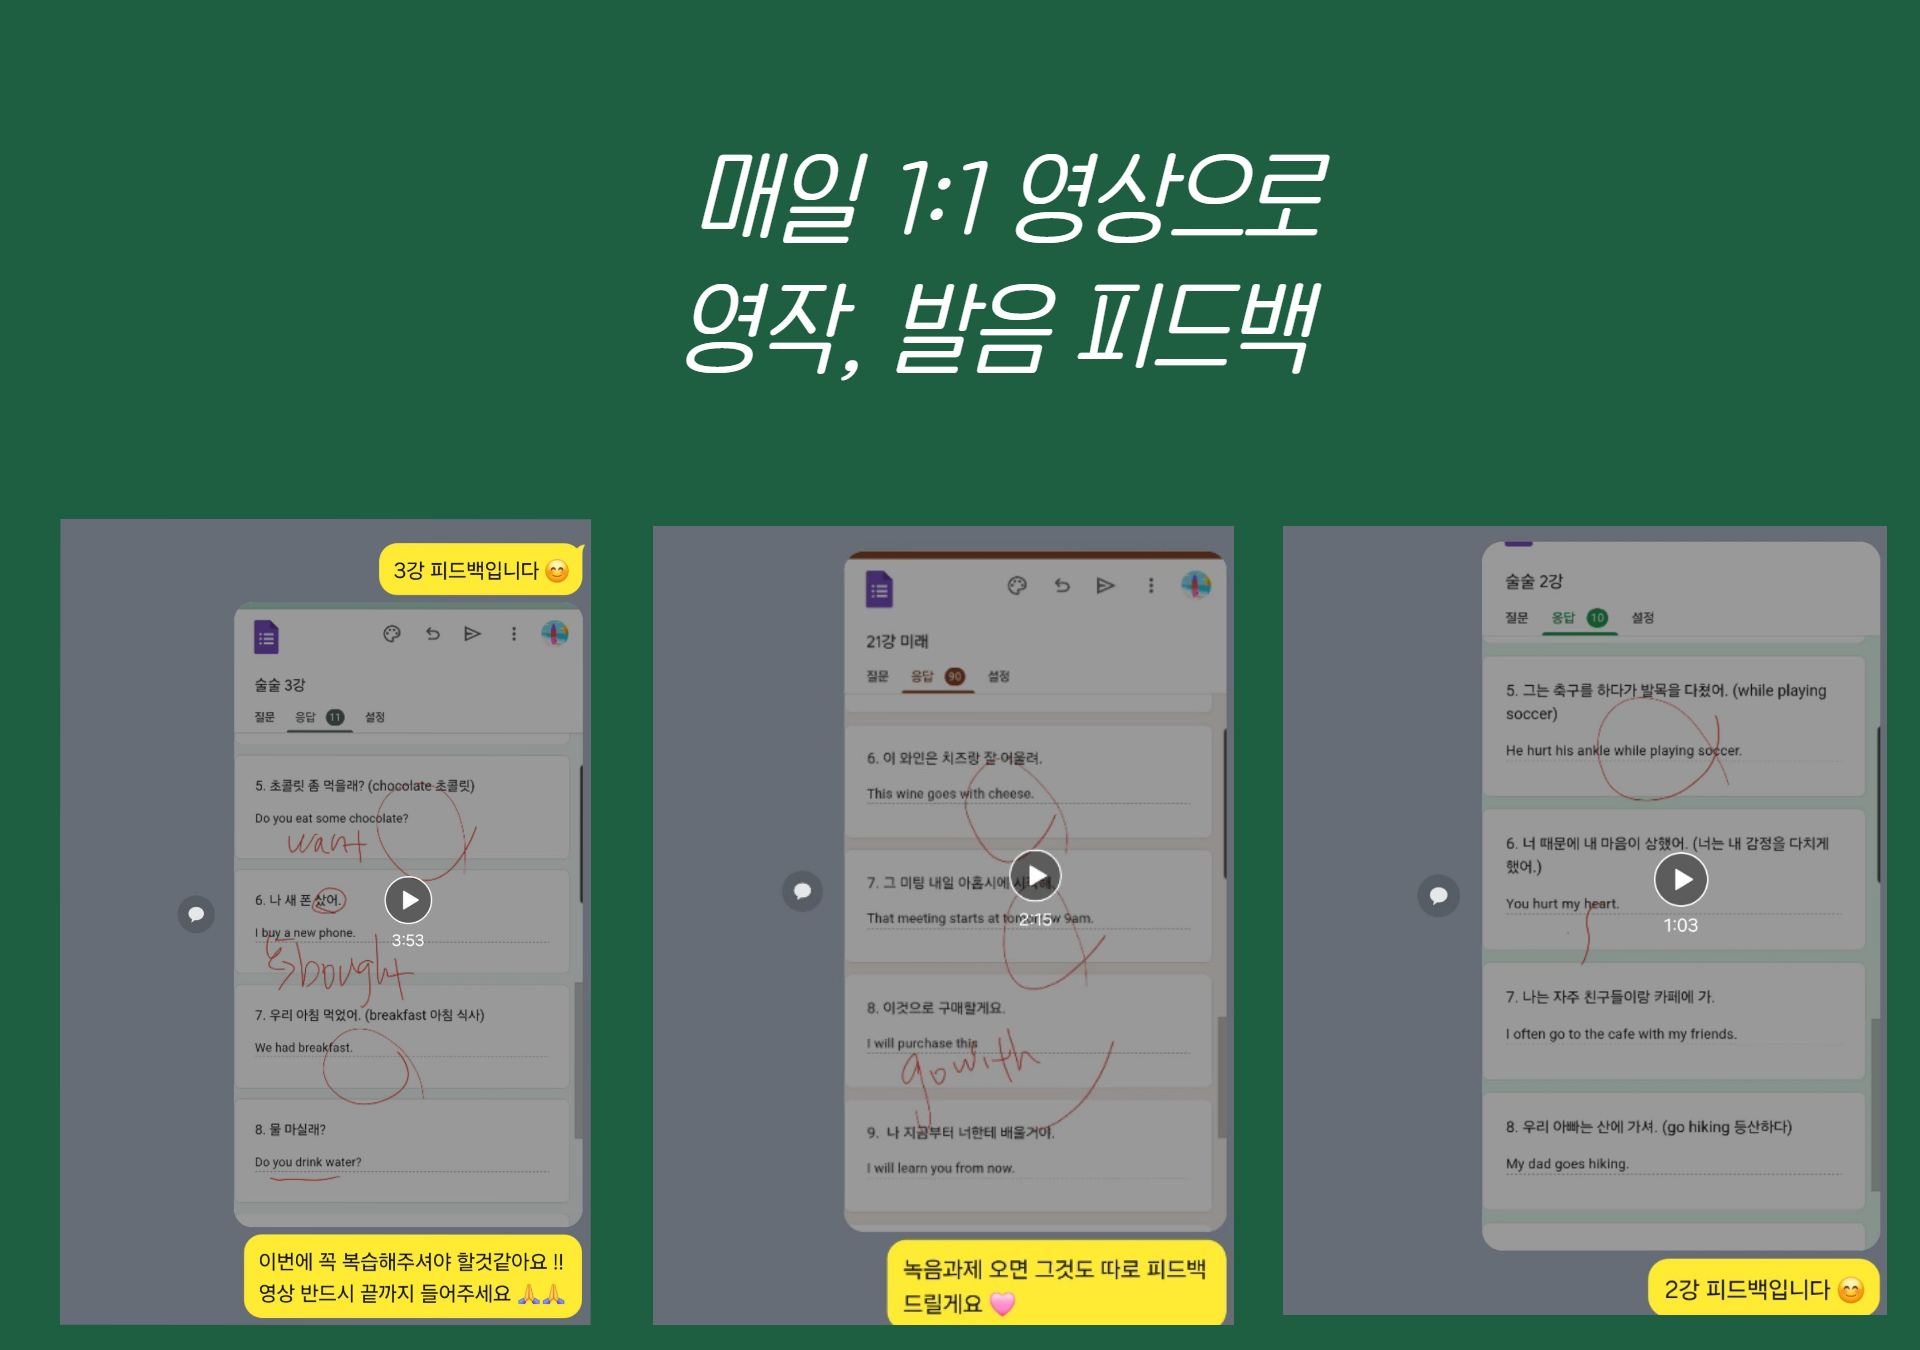 매일 1:1 영상으로
영작, 발음 피드백
3강 피드백입니다 😊
술술 3강
질문 응답 11 설정
5. 초콜릿 좀 먹을래? (chocolate 초콜릿)
Do you eat some chocolate?
want
6. 나 새 폰 샀어.
I buy a new phone.
3:53
bought
7. 우리 아침 먹었어. (breakfast 아침 식사)
We had breakfast.
8. 물 마실래?
Do you drink water?
이번에 꼭 복습해주셔야 할것같아요 !!
영상 반드시 끝까지 들어주세요 🙏🙏
21강 미래
질문 응답 90 설정
6. 이 와인은 치즈랑 잘 어울려.
This wine goes with cheese.
7. 그 미팅 내일 아홉시에 시작해.
That meeting starts at tomorrow 9am.
2:15
8. 이것으로 구매할게요.
I will purchase this
go with
9. 나 지금부터 너한테 배울거야.
I will learn you from now.
녹음과제 오면 그것도 따로 피드백
드릴게요 🩷
술술 2강
질문 응답 10 설정
5. 그는 축구를 하다가 발목을 다쳤어. (while playing
soccer)
He hurt his ankle while playing soccer.
6. 너 때문에 내 마음이 상했어. (너는 내 감정을 다치게
했어.)
You hurt my heart.
1:03
7. 나는 자주 친구들이랑 카페에 가.
I often go to the cafe with my friends.
8. 우리 아빠는 산에 가셔. (go hiking 등산하다)
My dad goes hiking.
2강 피드백입니다 😊